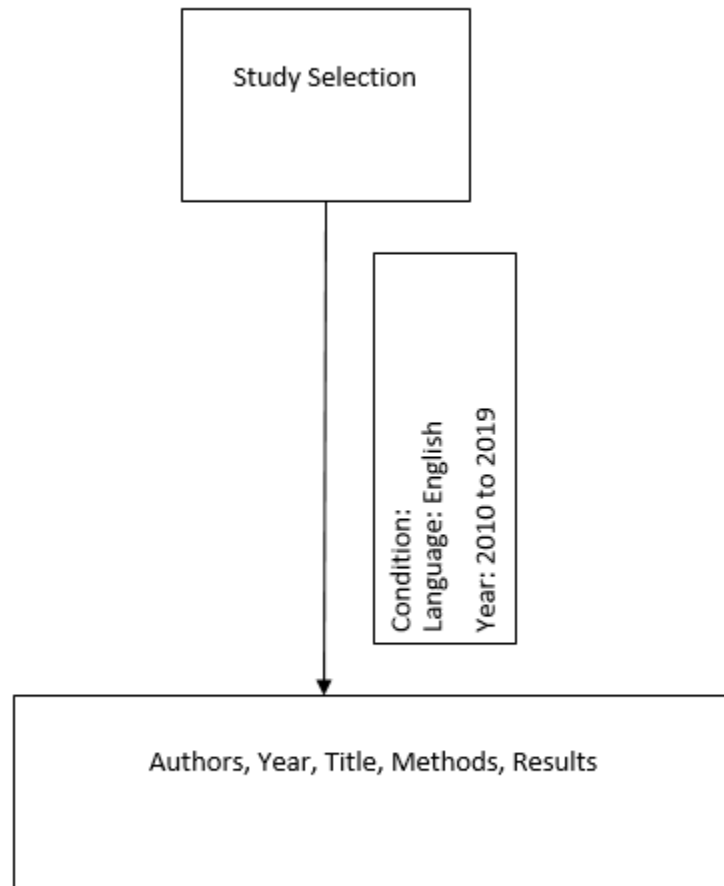 Study Selection
Condition:
Language: English
Year: 2010 to 2019
Authors, Year, Title, Methods, Results